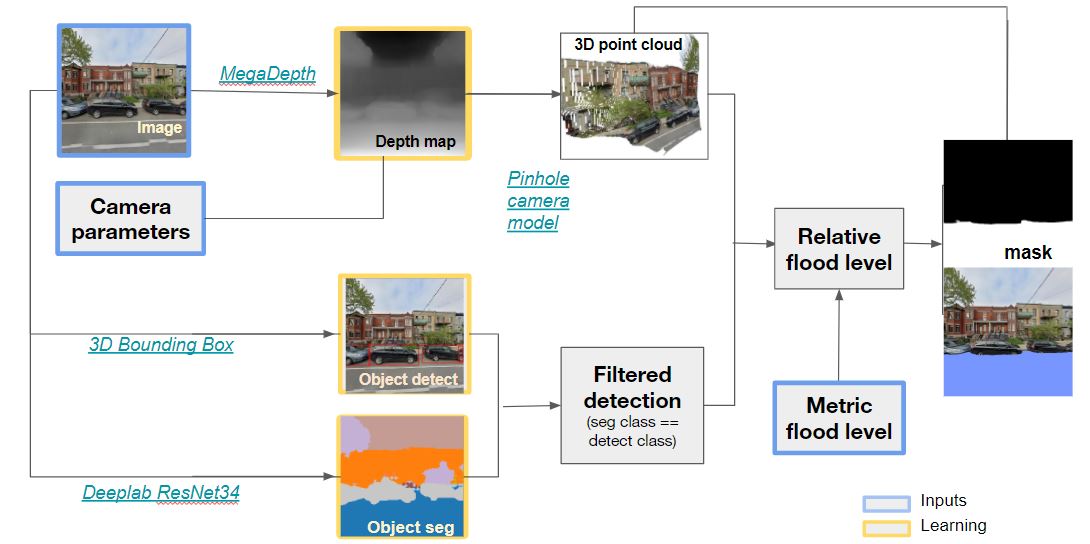 MegaDepth
Image
Depth map
3D point cloud
Pinhole
camera
model
Camera
parameters
Relative
flood level
mask
3D Bounding Box
Object detect
Filtered
detection
(seg class ==
detect class)
Metric
flood level
Deeplab ResNet34
Object seg
Inputs
Learning